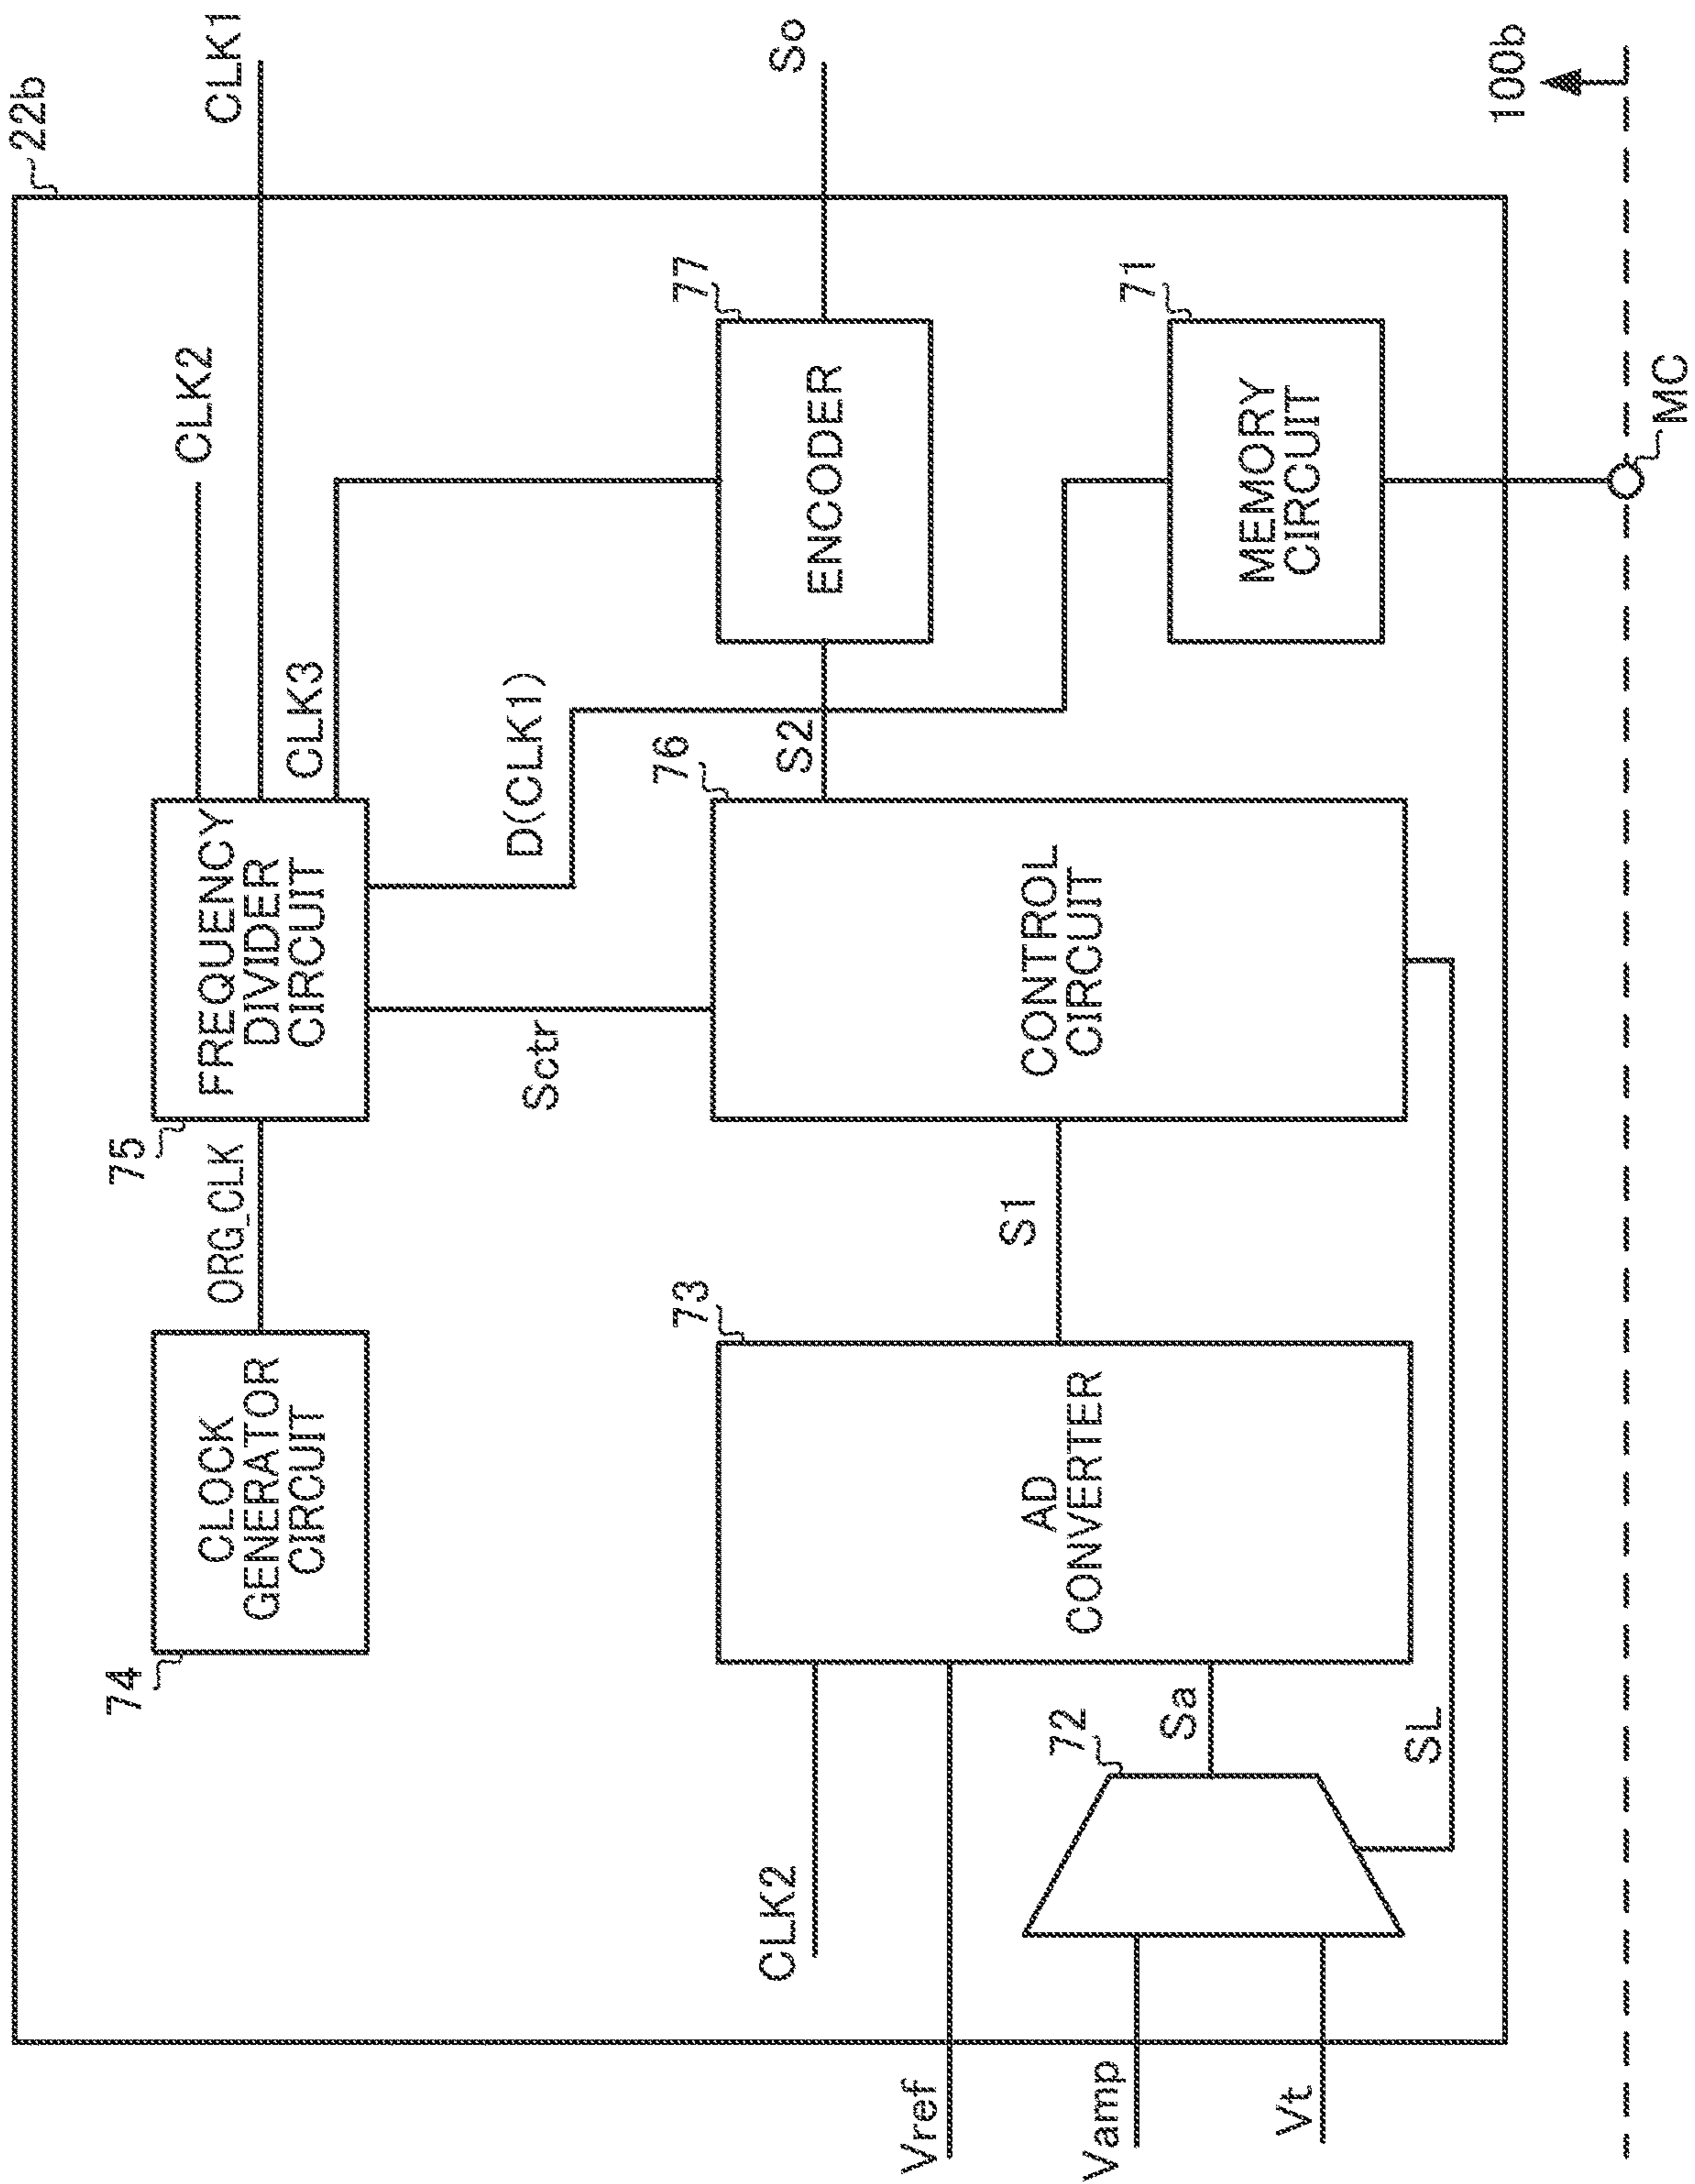 22b
CLK1
CLK2
74
CLOCK
GENERATOR
CIRCUIT
ORG_CLK
75
FREQUENCY
DIVIDER
CIRCUIT
CLK3
D(CLK1)
Sctr
CLK2
Vref
Vamp
Vt
72
Sa
SL
73
AD
CONVERTER
S1
76
CONTROL
CIRCUIT
S2
77
ENCODER
So
71
MEMORY
CIRCUIT
MC
100b